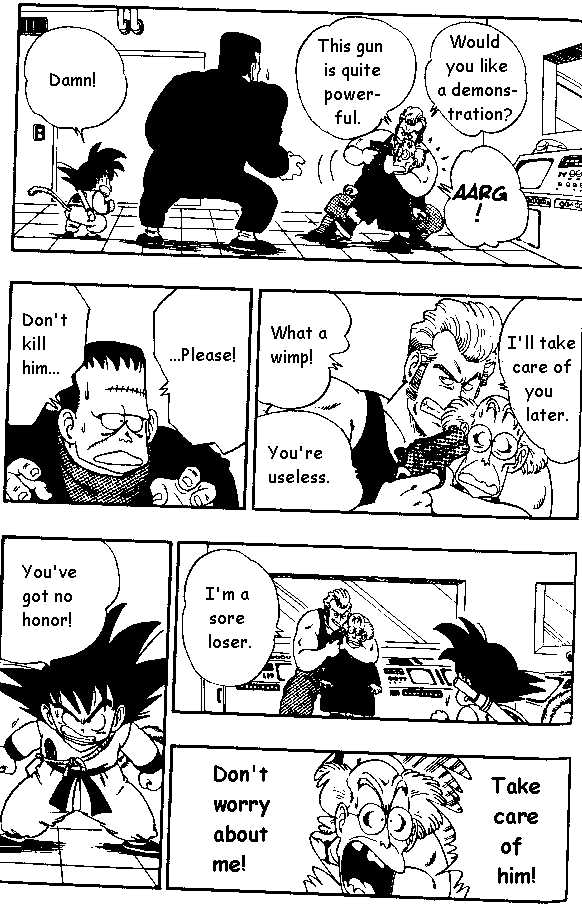 Damn!
This gun
is quite
power-
ful.
Would
you like
a demons-
tration?
AARG
!
Don't
kill
him...
...Please!
What a
wimp!
I'll take
care of
you
later.
You're
useless.
You've
got no
honor!
I'm a
sore
loser.
Don't
worry
about
me!
Take
care
of
him!